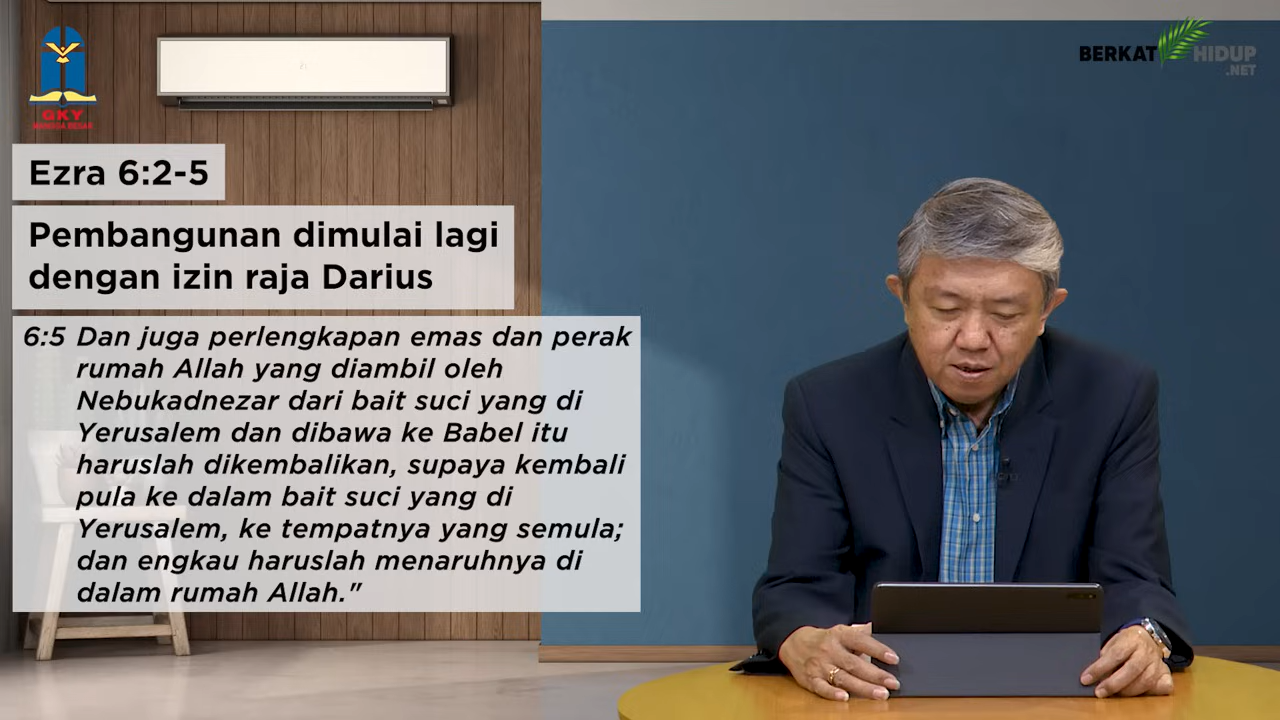 GKY
MANGGA BESAR
BERKAT HIDUP
.NET
Ezra 6:2-5
Pembangunan dimulai lagi
dengan izin raja Darius
6:5 Dan juga perlengkapan emas dan perak
rumah Allah yang diambil oleh
Nebukadnezar dari bait suci yang di
Yerusalem dan dibawa ke Babel itu
haruslah dikembalikan, supaya kembali
pula ke dalam bait suci yang di
Yerusalem, ke tempatnya yang semula;
dan engkau haruslah menaruhnya di
dalam rumah Allah."